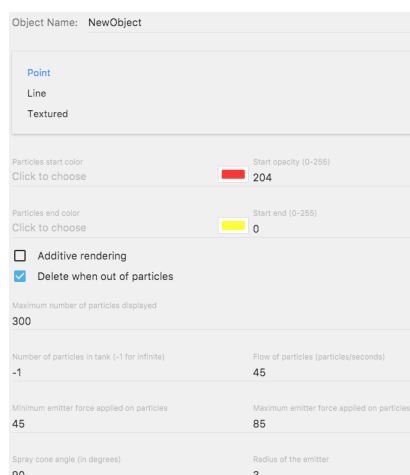 Object Name: NewObject
Point
Line
Textured
Particles start color
Click to choose
Start opacity (0-255)
204
Particles end color
Click to choose
Start end (0-255)
0
Additive rendering
Delete when out of particles
Maximum number of particles displayed
300
Number of particles in tank (-1 for infinite)
-1
Flow of particles (particles/seconds)
45
Minimum emitter force applied on particles
45
Maximum emitter force applied on particles
85
Spray cone angle (in degrees)
90
Radius of the emitter
3